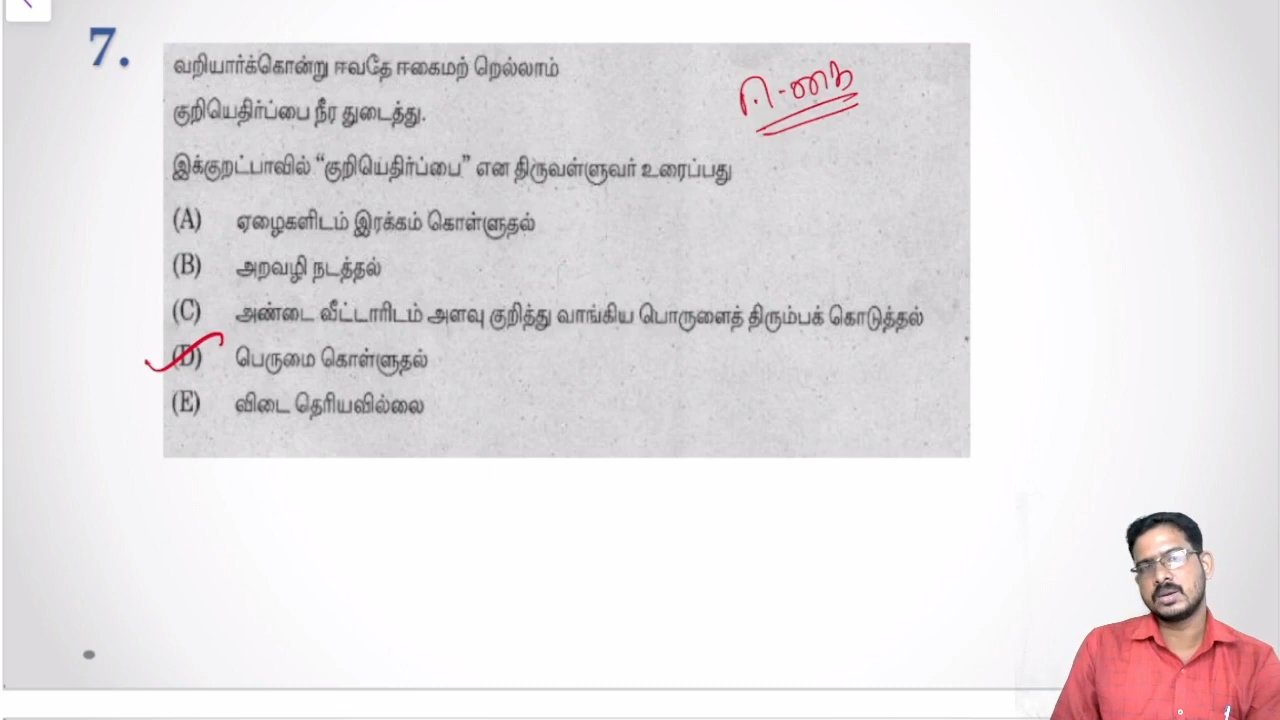 7.
வறியார்க்கொன்று ஈவதே ஈகைமற் றெல்லாம்
குறியெதிர்ப்பை நீர துடைத்து.
இக்குறட்பாவில் “குறியெதிர்ப்பை” என திருவள்ளுவர் உரைப்பது
(A) ஏழைகளிடம் இரக்கம் கொள்ளுதல்
(B) அறவழி நடத்தல்
(C) அண்டை வீட்டாரிடம் அளவு குறித்து வாங்கிய பொருளைத் திரும்பக் கொடுத்தல்
(D) பெருமை கொள்ளுதல்
(E) விடை தெரியவில்லை